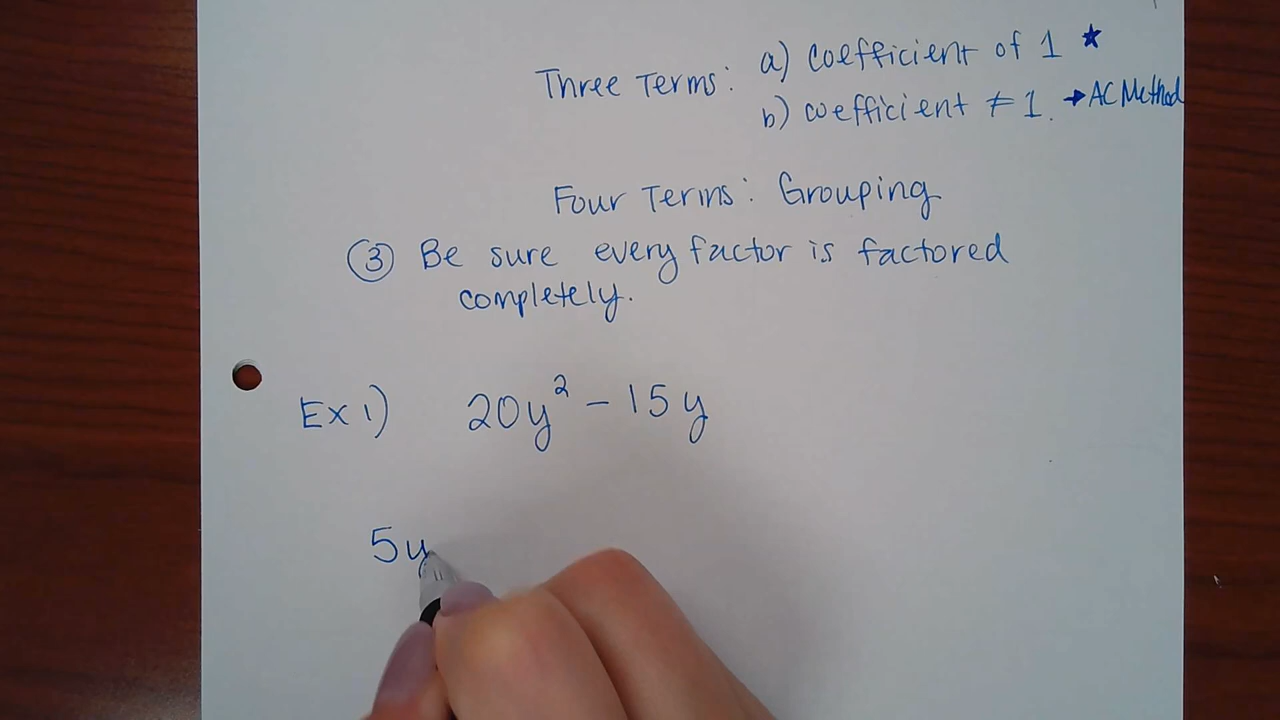 Three Terms: a) coefficient of 1 ★
b) coefficient ≠ 1. → AC Method
Four Terms: Grouping
③ Be sure every factor is factored
completely.
Ex 1) 20y² - 15y
5y